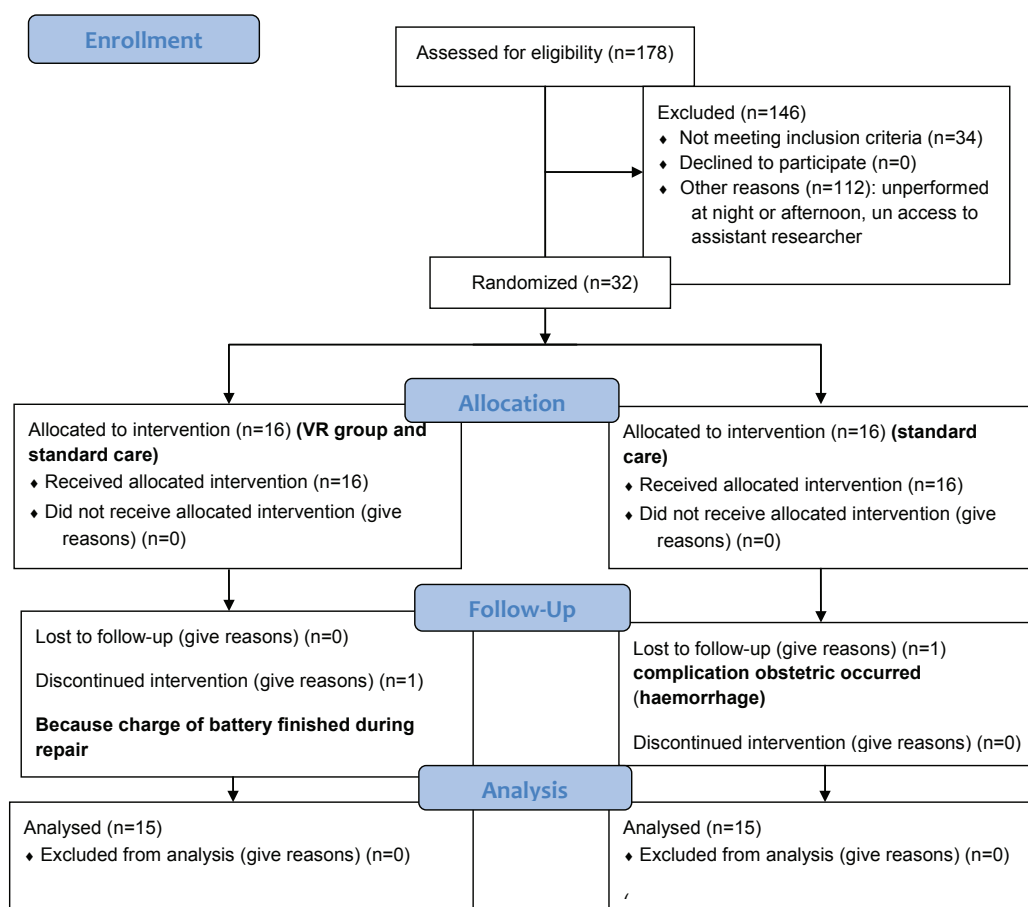 Enrollment
Assessed for eligibility (n=178)
Excluded (n=146)
♦ Not meeting inclusion criteria (n=34)
♦ Declined to participate (n=0)
♦ Other reasons (n=112): unperformed
at night or afternoon, un access to
assistant researcher
Randomized (n=32)
Allocation
Allocated to intervention (n=16) (VR group and
standard care)
♦ Received allocated intervention (n=16)
♦ Did not receive allocated intervention (give
reasons) (n=0)
Allocated to intervention (n=16) (standard
care)
♦ Received allocated intervention (n=16)
♦ Did not receive allocated intervention (give
reasons) (n=0)
Follow-Up
Lost to follow-up (give reasons) (n=0)
Discontinued intervention (give reasons) (n=1)
Because charge of battery finished during
repair
Lost to follow-up (give reasons) (n=1)
complication obstetric occurred
(haemorrhage)
Discontinued intervention (give reasons) (n=0)
Analysis
Analysed (n=15)
♦ Excluded from analysis (give reasons) (n=0)
Analysed (n=15)
♦ Excluded from analysis (give reasons) (n=0)